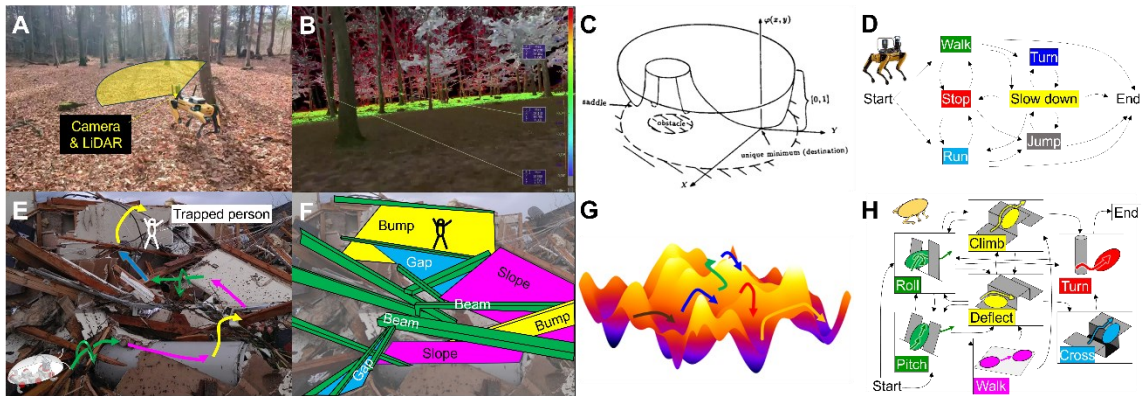 A
Camera
& LiDAR
B
C
φ(x, y)
saddle
obstacle
[0,1]
Y
unique minimum (destination)
X
D
Walk
Turn
Start
Stop
Slow down
End
Run
Jump
E
Trapped person
F
Bump
Gap
Slope
Beam
Beam
Bump
Slope
Gap
G
H
End
Climb
Roll
Turn
Deflect
Pitch
Cross
Start
Walk